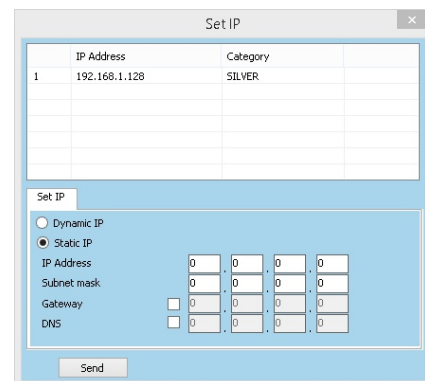 Set IP
IP Address Category
1 192.168.1.128 SILVER
Set IP
Dynamic IP
Static IP
IP Address 0 . 0 . 0 . 0
Subnet mask 0 . 0 . 0 . 0
Gateway 0 . 0 . 0 . 0
DNS 0 . 0 . 0 . 0
Send